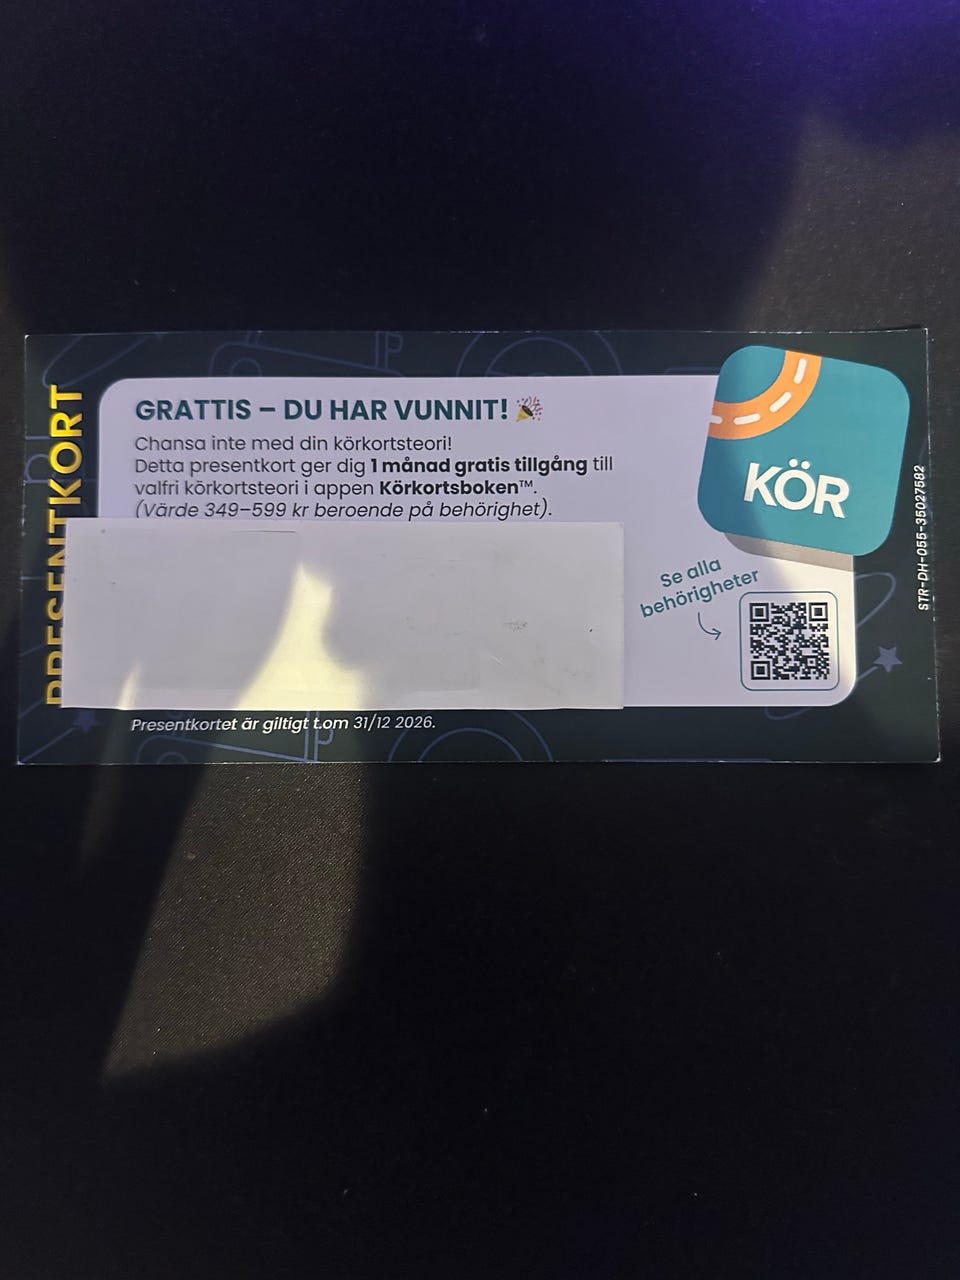 PRESENTKORT
GRATTIS – DU HAR VUNNIT! 🎉
Chansa inte med din körkortsteori!
Detta presentkort ger dig 1 månad gratis tillgång till
valfri körkortsteori i appen Körkortsboken™.
(Värde 349–599 kr beroende på behörighet).
KÖR
Se alla
behörigheter
STR-DH-055-35027582
Presentkortet är giltigt t.om 31/12 2026.